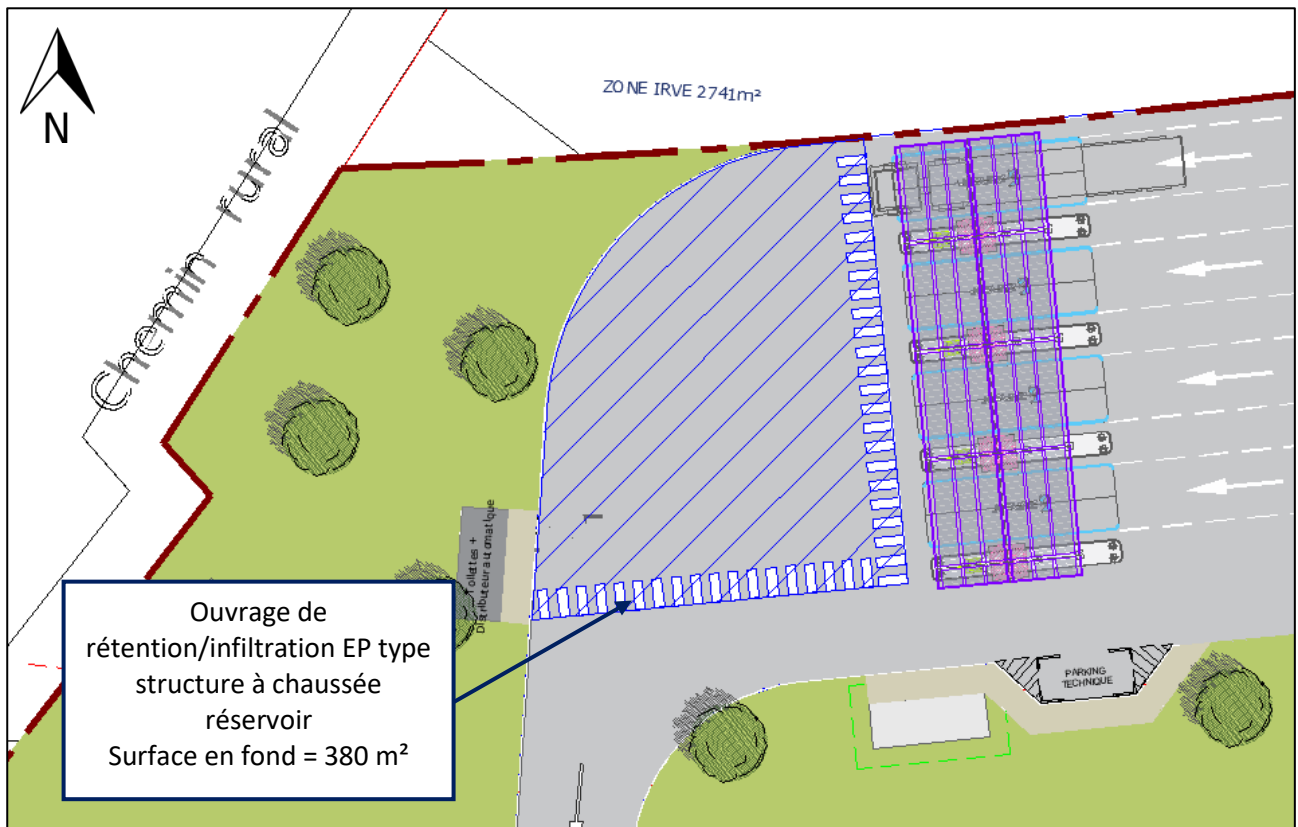 N
Chemin rural
ZONE IRVE 2741m²
Toilettes +
Distributeur automatique
PARKING
TECHNIQUE
Ouvrage de
rétention/infiltration EP type
structure à chaussée
réservoir
Surface en fond = 380 m²